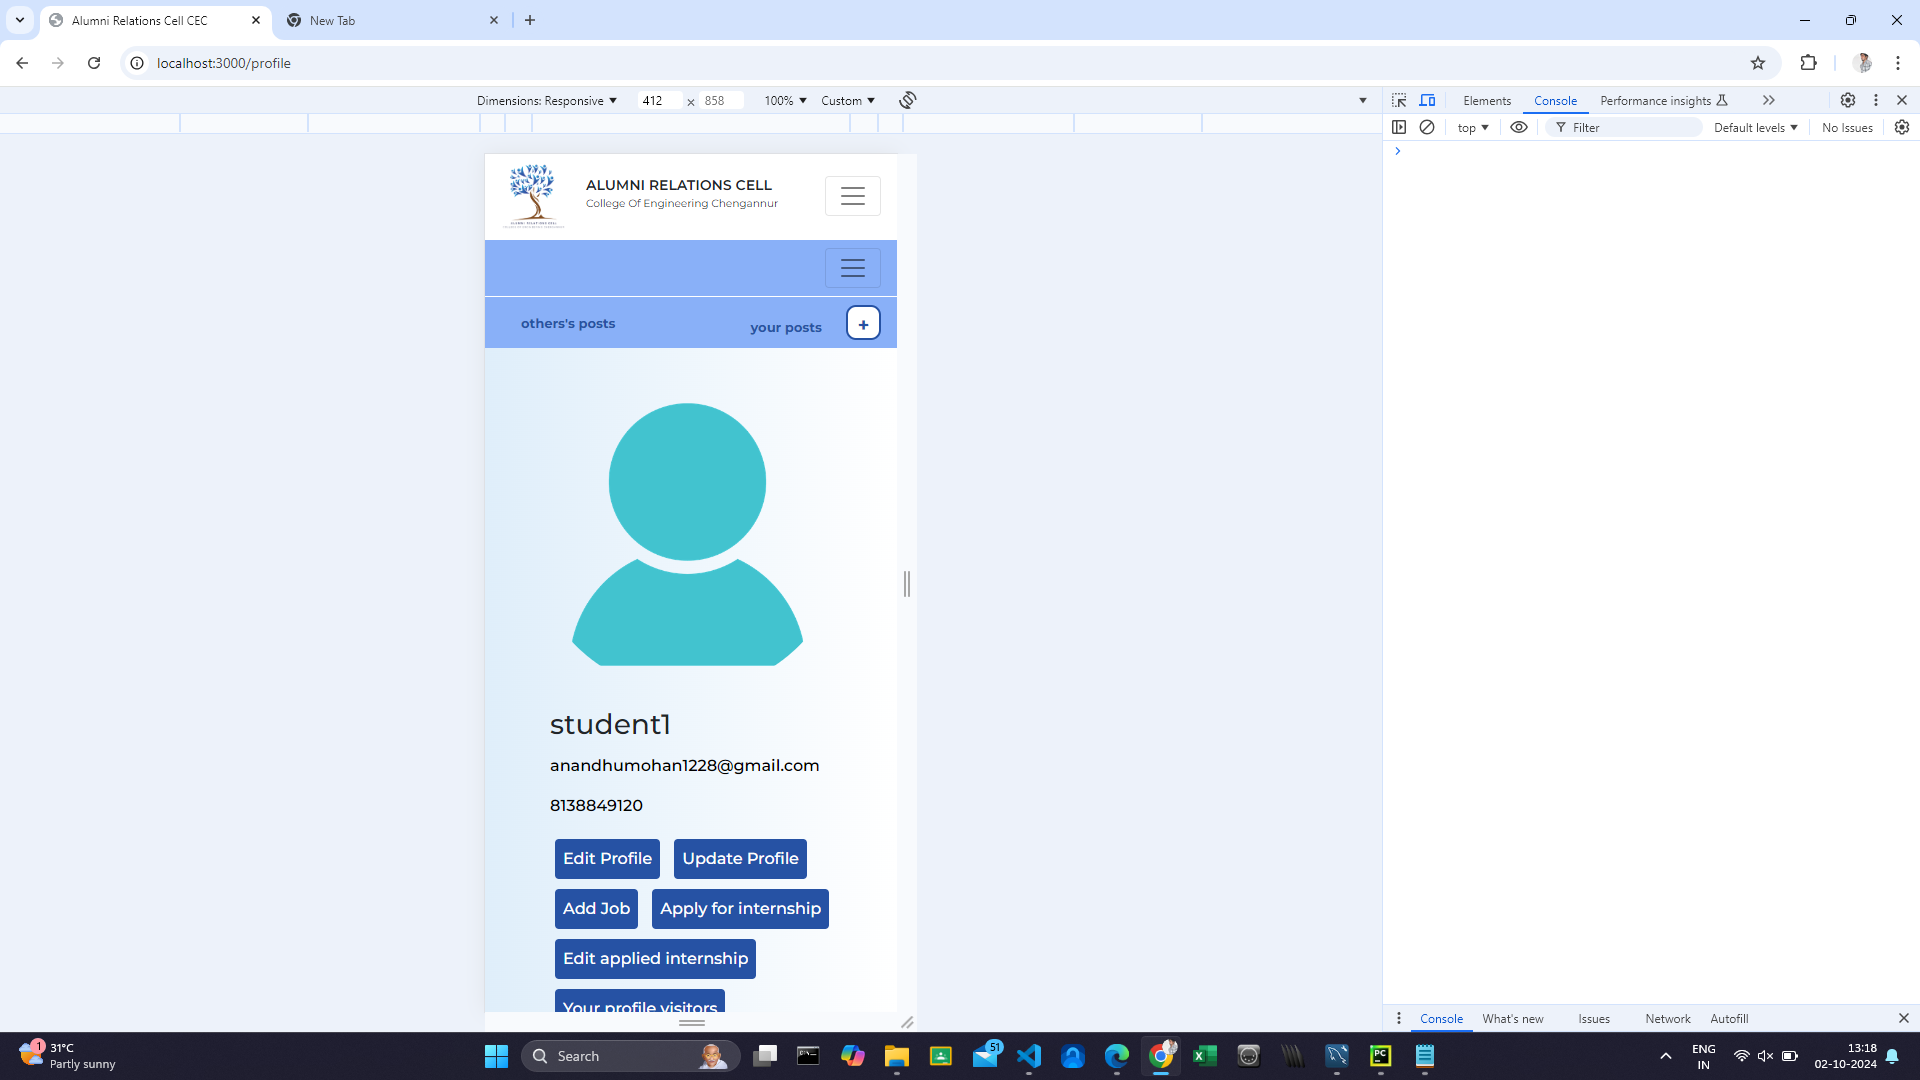 Alumni Relations Cell CEC
New Tab
localhost:3000/profile
Dimensions: Responsive 412 × 858 100% Custom
Elements Console Performance insights
top Filter Default levels No Issues
ALUMNI RELATIONS CELL
College Of Engineering Chengannur
others's posts your posts +
student1
anandhumohan1228@gmail.com
8138849120
Edit Profile Update Profile
Add Job Apply for internship
Edit applied internship
Your profile visitors
Console What's new Issues Network Autofill
1
31°C
Partly sunny
Search
51
PC
ENG
IN
13:18
02-10-2024